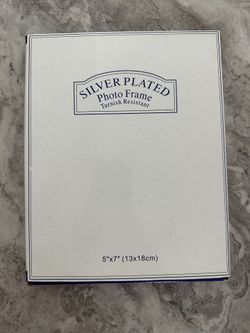 SILVER PLATED
Photo Frame
Tarnish Resistant
5"x7" (13x18cm)